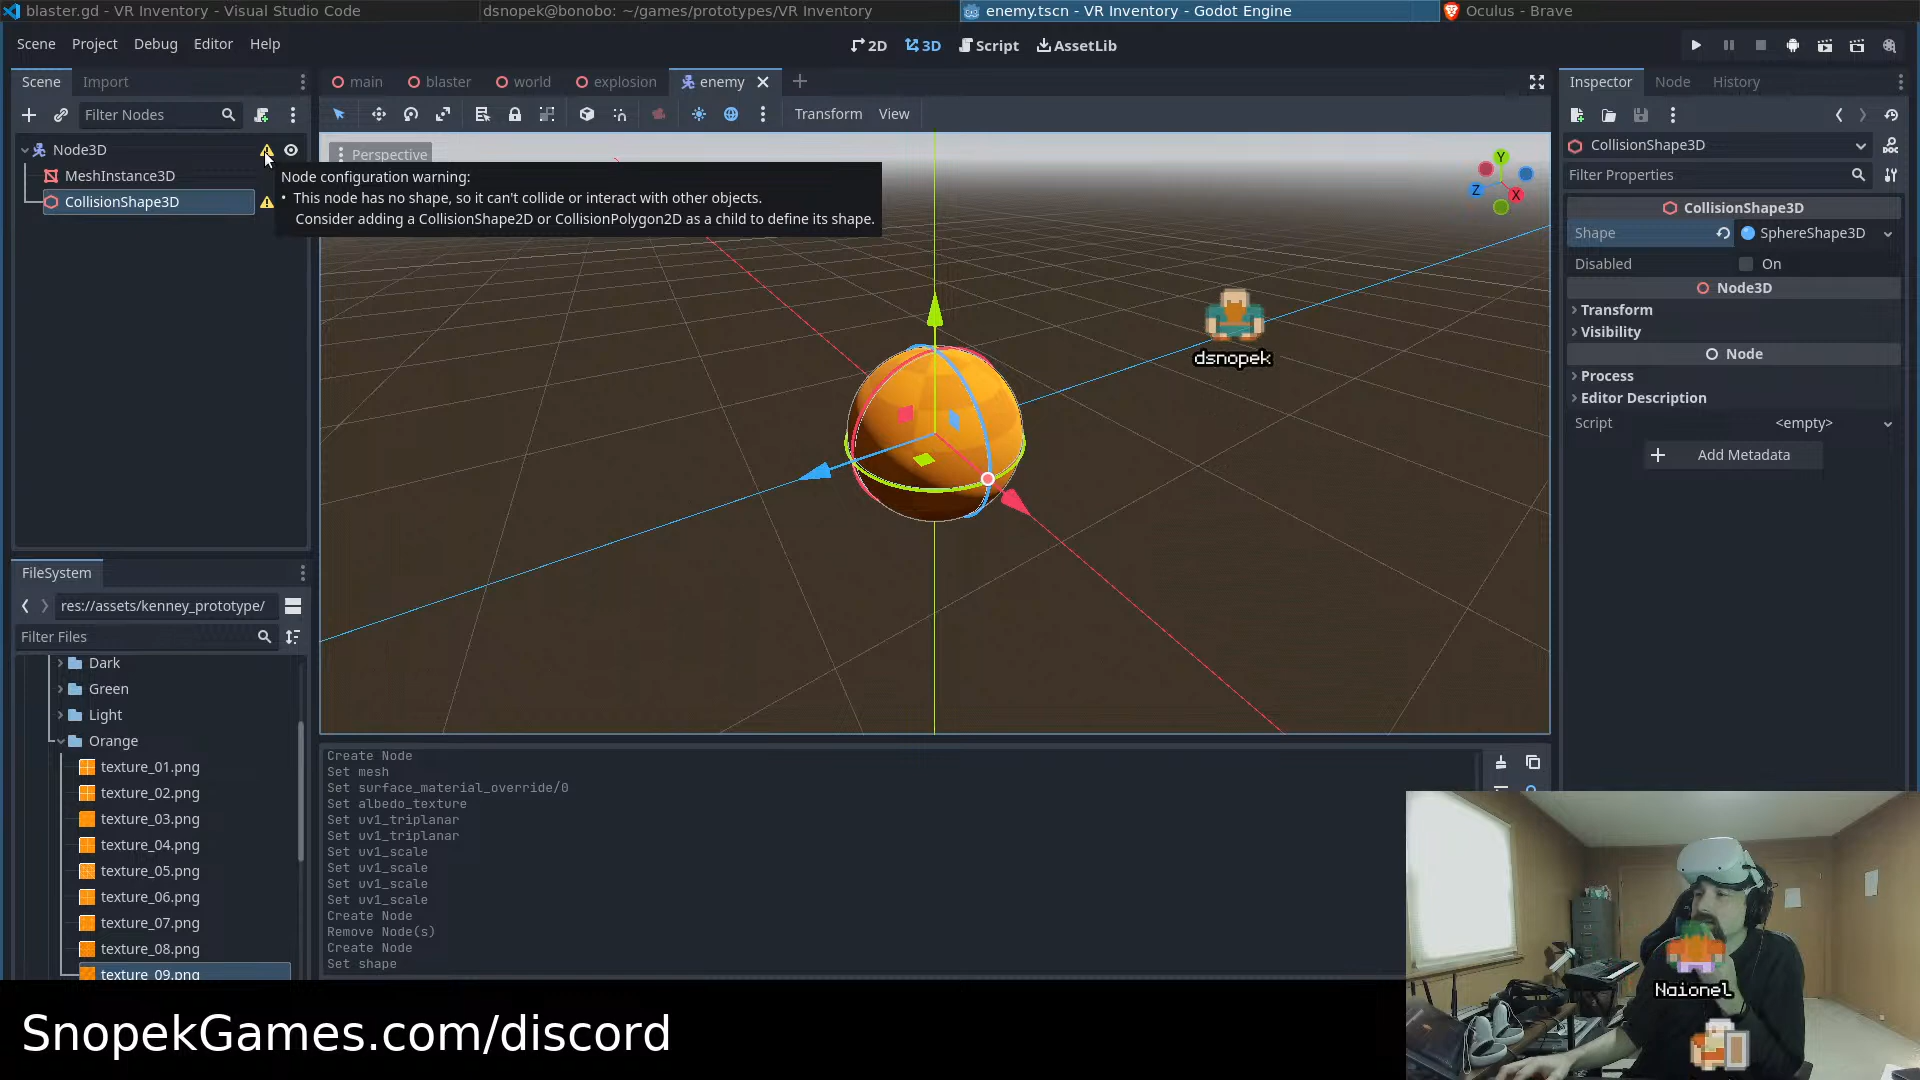 blaster.gd - VR Inventory - Visual Studio Code
dsnopek@bonobo: ~/games/prototypes/VR Inventory
enemy.tscn - VR Inventory - Godot Engine
Oculus - Brave
Scene Project Debug Editor Help
2D 3D Script AssetLib
Scene Import
main blaster world explosion enemy
Inspector Node History
Filter Nodes
Transform View
Node3D
MeshInstance3D
CollisionShape3D
Perspective
Node configuration warning:
• This node has no shape, so it can't collide or interact with other objects.
Consider adding a CollisionShape2D or CollisionPolygon2D as a child to define its shape.
Y
Z
X
dsnopek
CollisionShape3D
Filter Properties
CollisionShape3D
Shape SphereShape3D
Disabled On
Node3D
Transform
Visibility
Node
Process
Editor Description
Script <empty>
Add Metadata
FileSystem
res://assets/kenney_prototype/
Filter Files
Dark
Green
Light
Orange
texture_01.png
texture_02.png
texture_03.png
texture_04.png
texture_05.png
texture_06.png
texture_07.png
texture_08.png
texture_09.png
Create Node
Set mesh
Set surface_material_override/0
Set albedo_texture
Set uv1_triplanar
Set uv1_triplanar
Set uv1_scale
Set uv1_scale
Set uv1_scale
Set uv1_scale
Create Node
Remove Node(s)
Create Node
Set shape
Naionel
SnopekGames.com/discord